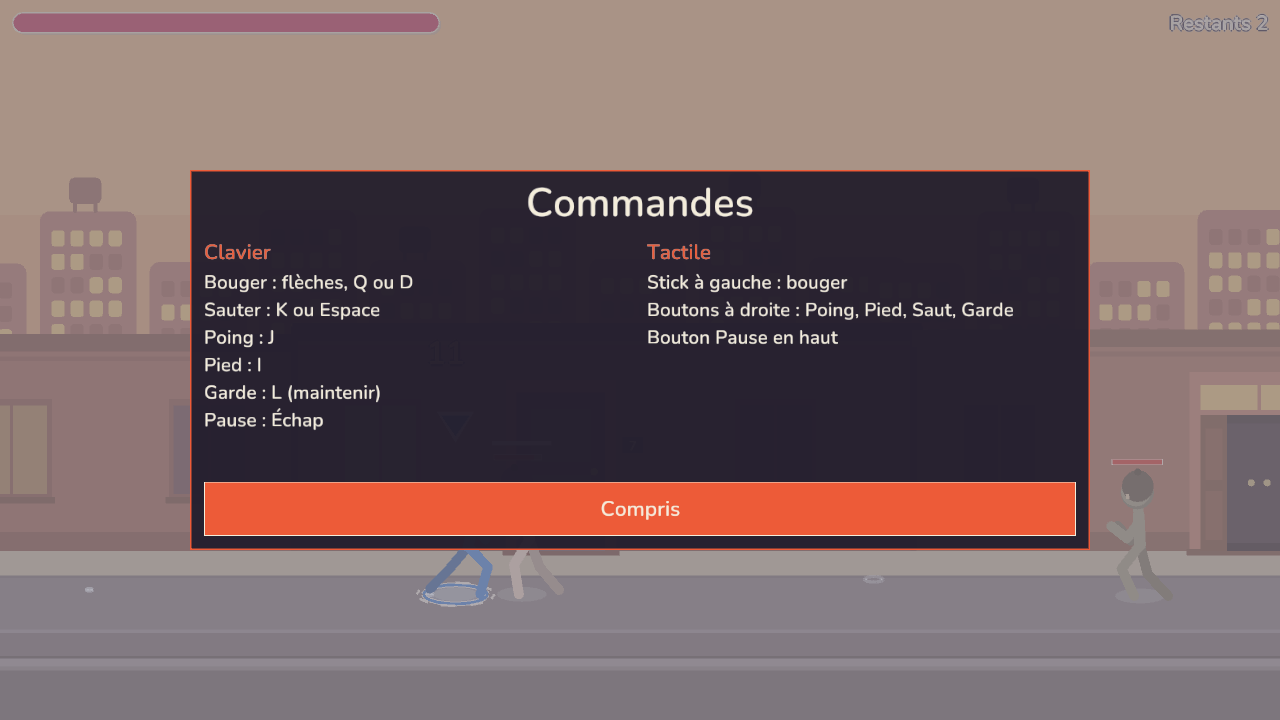 Restants 2
Commandes
Clavier
Bouger : flèches, Q ou D
Sauter : K ou Espace
Poing : J
Pied : I
Garde : L (maintenir)
Pause : Échap
Tactile
Stick à gauche : bouger
Boutons à droite : Poing, Pied, Saut, Garde
Bouton Pause en haut
Compris